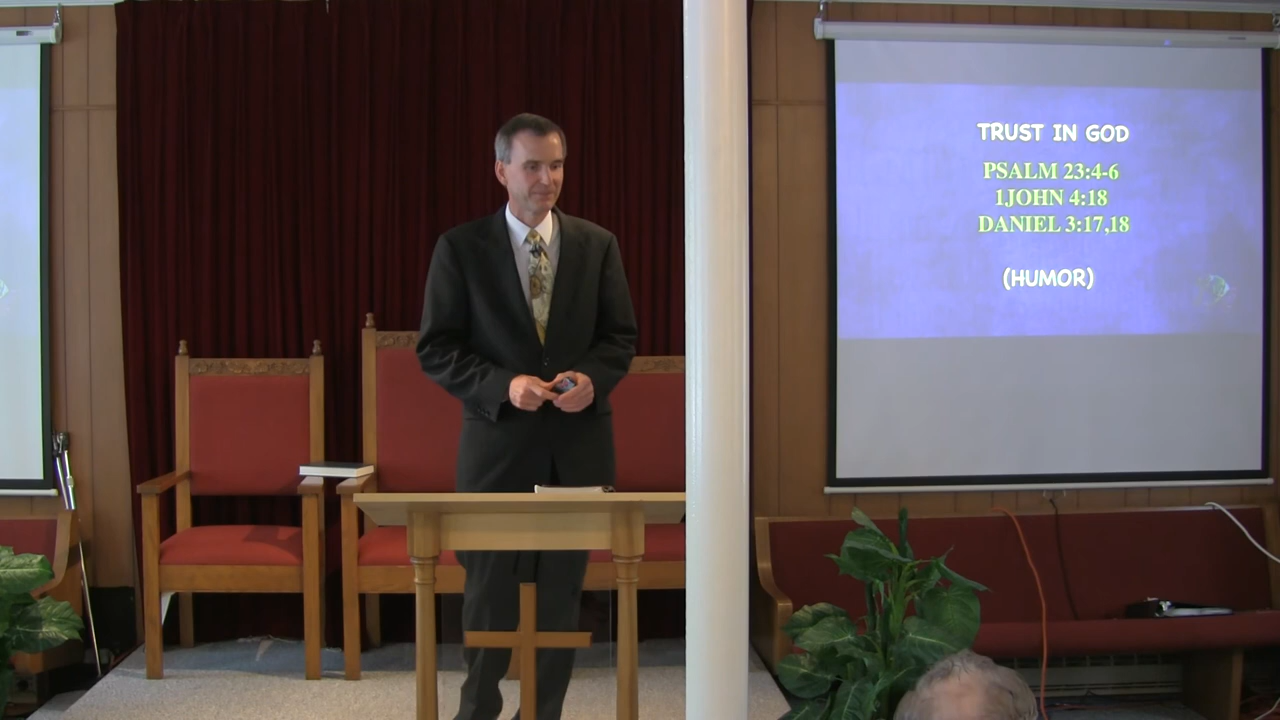 TRUST IN GOD
PSALM 23:4-6
1JOHN 4:18
DANIEL 3:17,18
(HUMOR)